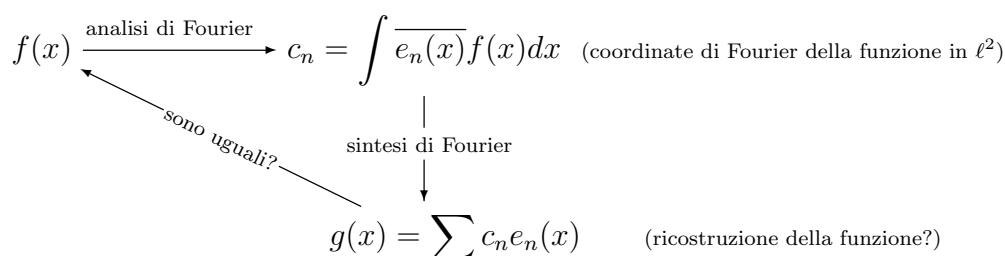 analisi di Fourier
f(x) c_n = ∫ \overline{e_n(x)} f(x)dx (coordinate di Fourier della funzione in ℓ²)
sono uguali?
sintesi di Fourier
g(x) = ∑ c_n e_n(x) (ricostruzione della funzione?)